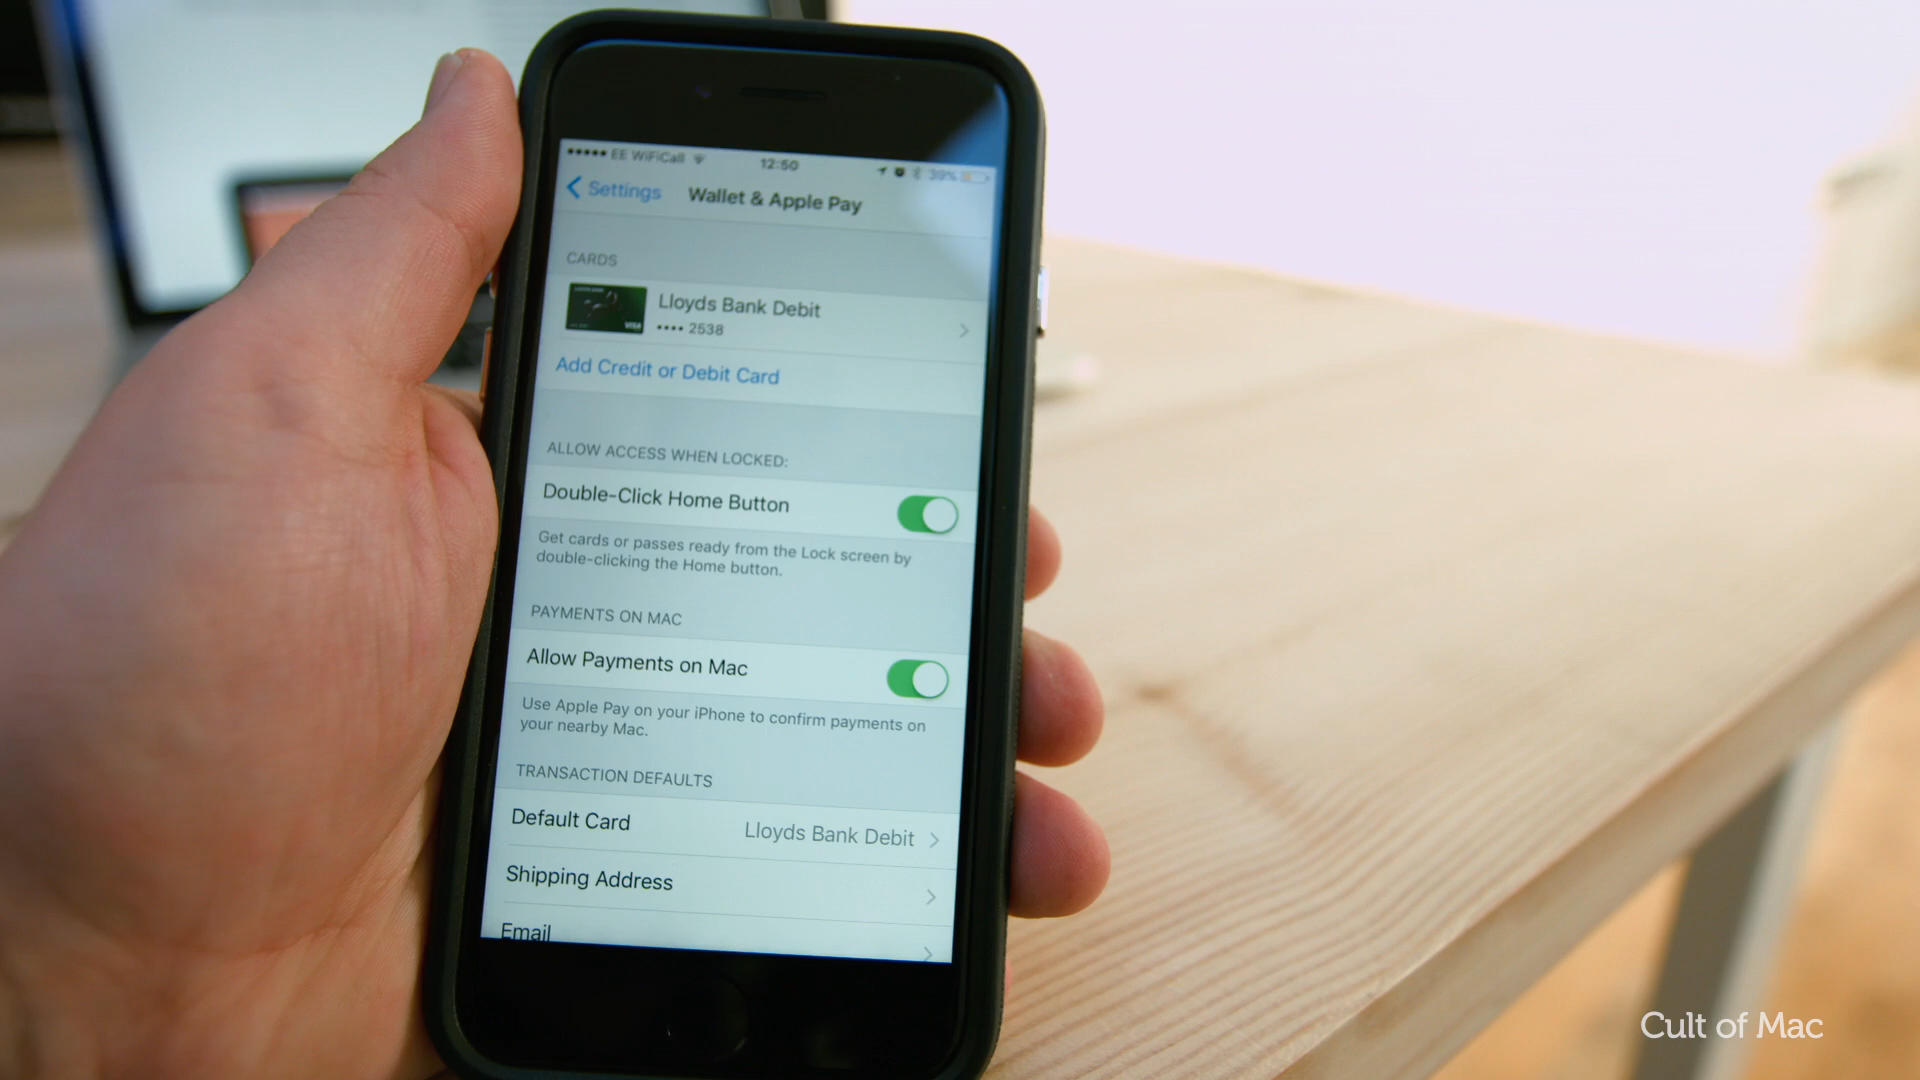 ●●●●● EE WiFiCall 12:50 39%
Settings Wallet & Apple Pay
CARDS
Lloyds Bank Debit
•••• 2538
VISA
Add Credit or Debit Card
ALLOW ACCESS WHEN LOCKED:
Double-Click Home Button
Get cards or passes ready from the Lock screen by
double-clicking the Home button.
PAYMENTS ON MAC
Allow Payments on Mac
Use Apple Pay on your iPhone to confirm payments on
your nearby Mac.
TRANSACTION DEFAULTS
Default Card Lloyds Bank Debit
Shipping Address
Email
Cult of Mac